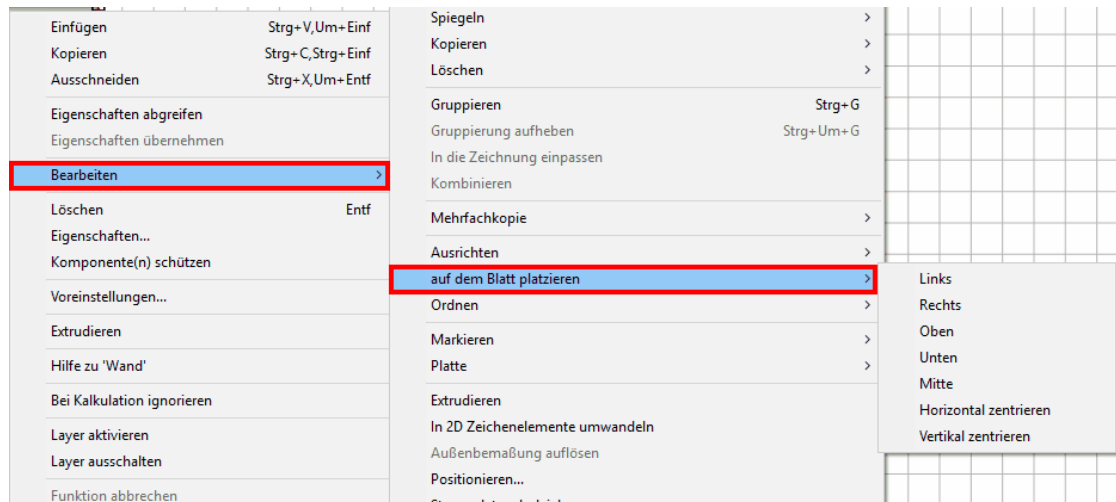 Einfügen Strg+V,Um+Einf
Kopieren Strg+C,Strg+Einf
Ausschneiden Strg+X,Um+Entf
Eigenschaften abgreifen
Eigenschaften übernehmen
Bearbeiten
Löschen Entf
Eigenschaften...
Komponente(n) schützen
Voreinstellungen...
Extrudieren
Hilfe zu 'Wand'
Bei Kalkulation ignorieren
Layer aktivieren
Layer ausschalten
Funktion abbrechen
Spiegeln
Kopieren
Löschen
Gruppieren Strg+G
Gruppierung aufheben Strg+Um+G
In die Zeichnung einpassen
Kombinieren
Mehrfachkopie
Ausrichten
auf dem Blatt platzieren
Ordnen
Markieren
Platte
Extrudieren
In 2D Zeichenelemente umwandeln
Außenbemaßung auflösen
Positionieren...
Links
Rechts
Oben
Unten
Mitte
Horizontal zentrieren
Vertikal zentrieren